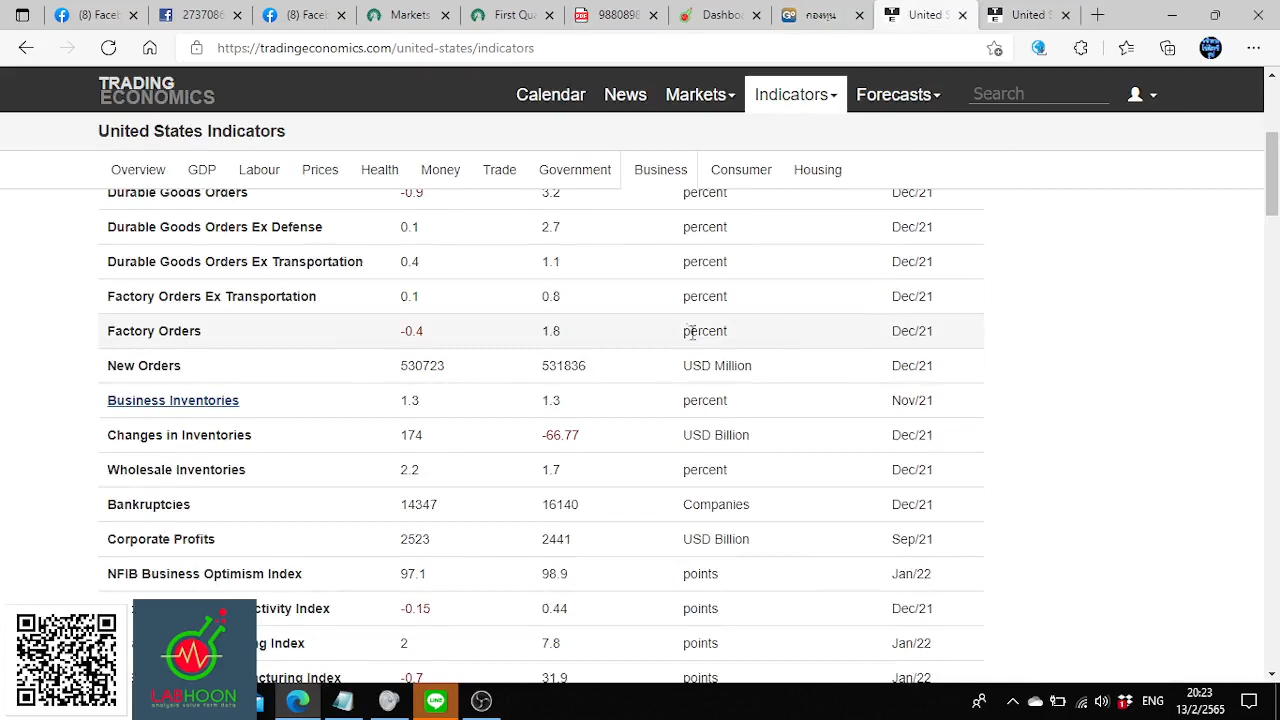 (2) Face
2737086
Face
Markets
First Qua
9880898
Dashbo
Myfx
United S
United S
https://tradingeconomics.com/united-states/indicators
TRADING ECONOMICS
Calendar News Markets Indicators Forecasts Search
United States Indicators
Overview GDP Labour Prices Health Money Trade Government Business Consumer Housing
Durable Goods Orders -0.9 3.2 percent Dec/21
Durable Goods Orders Ex Defense 0.1 2.7 percent Dec/21
Durable Goods Orders Ex Transportation 0.4 1.1 percent Dec/21
Factory Orders Ex Transportation 0.1 0.8 percent Dec/21
Factory Orders -0.4 1.8 percent Dec/21
New Orders 530723 531836 USD Million Dec/21
Business Inventories 1.3 1.3 percent Nov/21
Changes in Inventories 174 -66.77 USD Billion Dec/21
Wholesale Inventories 2.2 1.7 percent Dec/21
Bankruptcies 14347 16140 Companies Dec/21
Corporate Profits 2523 2441 USD Billion Sep/21
NFIB Business Optimism Index 97.1 98.9 points Jan/22
ctivity Index -0.15 0.44 points Dec/21
ng Index 2 7.8 points Jan/22
cturing Index -0.7 31.9 points Jan/22
LABHOON
analysis value form data
LINE
ENG
20:23
13/2/2565